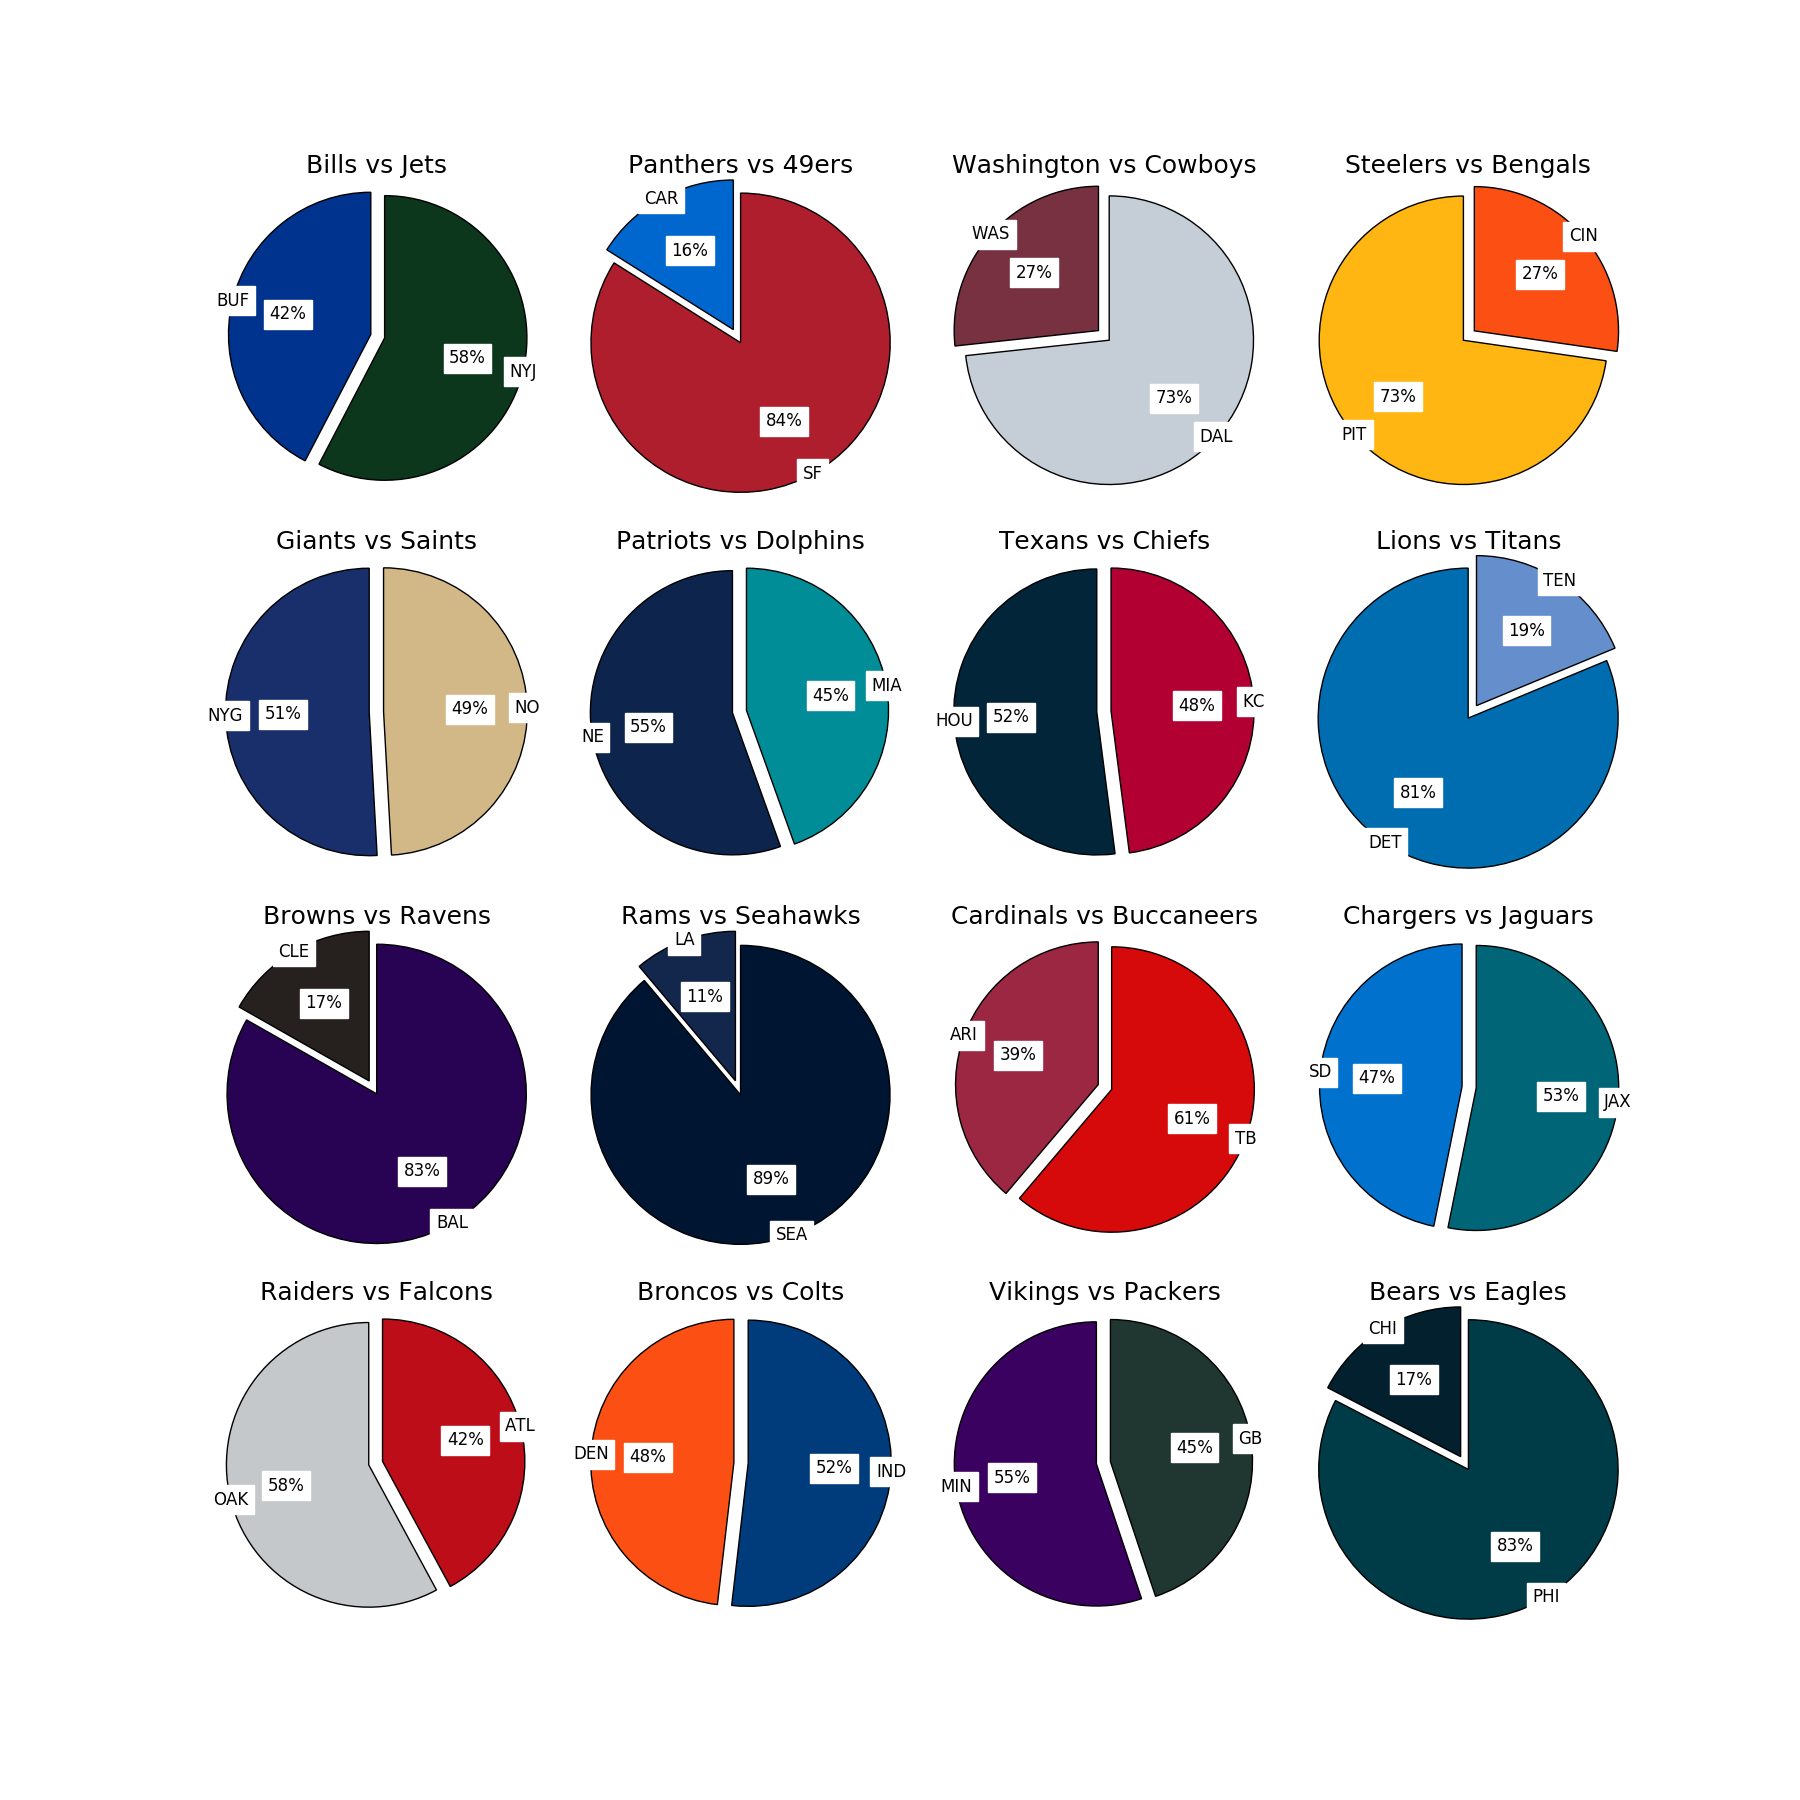 Bills vs Jets
BUF
42%
58%
NYJ
Panthers vs 49ers
CAR
16%
84%
SF
Washington vs Cowboys
WAS
27%
73%
DAL
Steelers vs Bengals
CIN
27%
73%
PIT
Giants vs Saints
NYG
51%
49%
NO
Patriots vs Dolphins
MIA
45%
55%
NE
Texans vs Chiefs
HOU
52%
48%
KC
Lions vs Titans
TEN
19%
81%
DET
Browns vs Ravens
CLE
17%
83%
BAL
Rams vs Seahawks
LA
11%
89%
SEA
Cardinals vs Buccaneers
ARI
39%
61%
TB
Chargers vs Jaguars
SD
47%
53%
JAX
Raiders vs Falcons
ATL
42%
58%
OAK
Broncos vs Colts
DEN
48%
52%
IND
Vikings vs Packers
GB
45%
55%
MIN
Bears vs Eagles
CHI
17%
83%
PHI